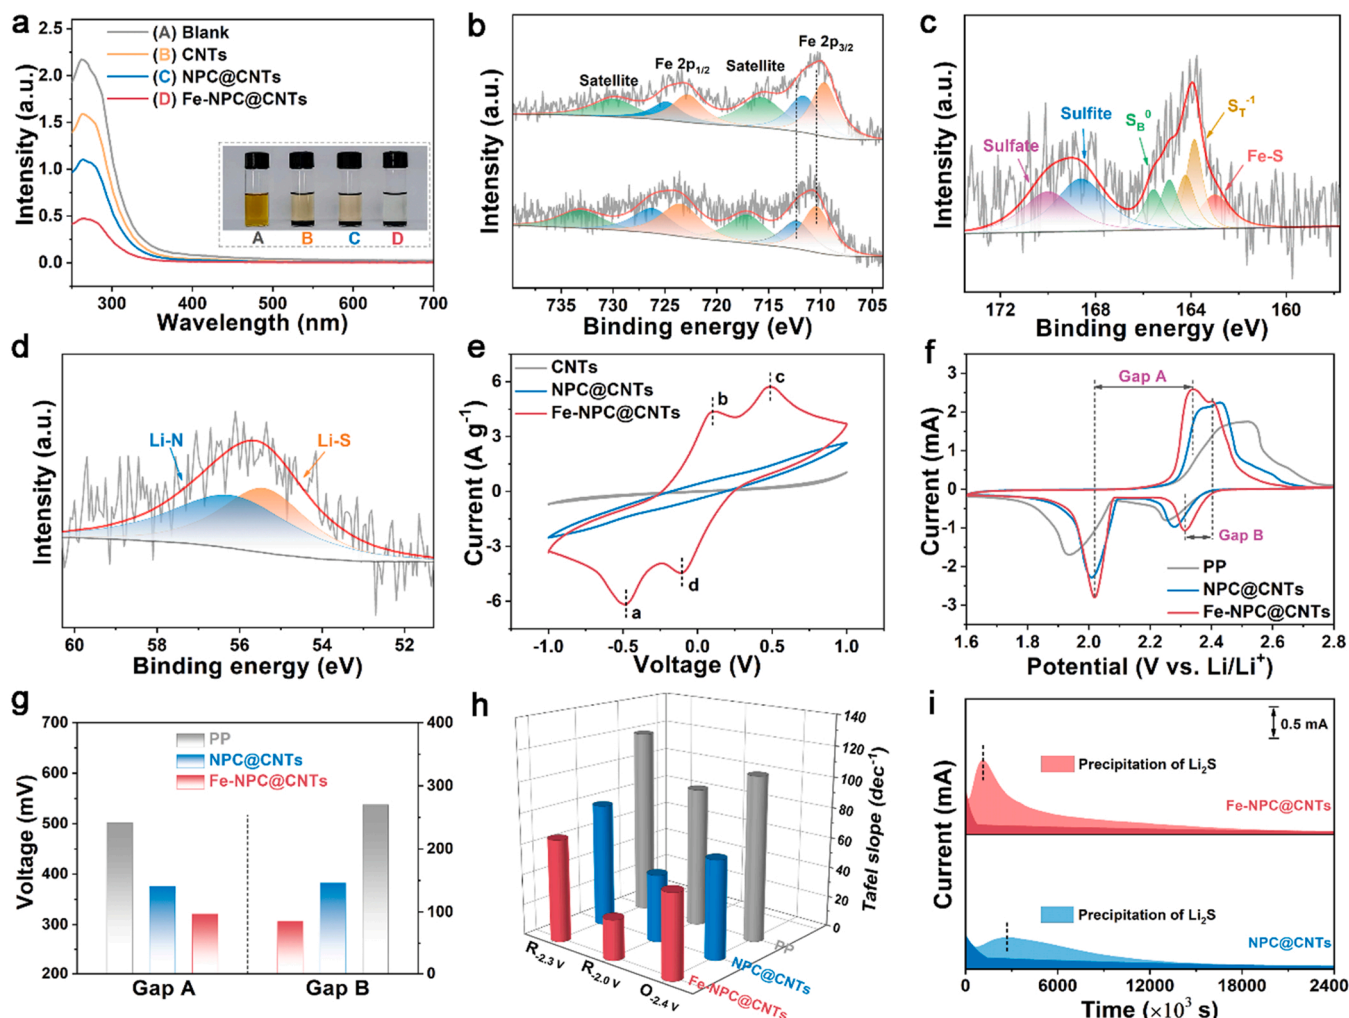 a
Intensity (a.u.)
2.5
2.0
1.5
1.0
0.5
0.0
(A) Blank
(B) CNTs
(C) NPC@CNTs
(D) Fe-NPC@CNTs
A B C D
300 400 500 600 700
Wavelength (nm)
b
Intensity (a.u.)
Satellite
Fe 2p1/2
Satellite
Fe 2p3/2
735 730 725 720 715 710 705
Binding energy (eV)
c
Intensity (a.u.)
Sulfate
Sulfite
SB0
ST-1
Fe-S
172 168 164 160
Binding energy (eV)
d
Intensity (a.u.)
Li-N
Li-S
60 58 56 54 52
Binding energy (eV)
e
Current (A g-1)
6
3
0
-3
-6
CNTs
NPC@CNTs
Fe-NPC@CNTs
b
c
a
d
-1.0 -0.5 0.0 0.5 1.0
Voltage (V)
f
Current (mA)
3
2
1
0
-1
-2
-3
Gap A
Gap B
PP
NPC@CNTs
Fe-NPC@CNTs
1.6 1.8 2.0 2.2 2.4 2.6 2.8
Potential (V vs. Li/Li+)
g
Voltage (mV)
700
600
500
400
300
200
PP
NPC@CNTs
Fe-NPC@CNTs
400
300
200
100
0
Gap A Gap B
h
140
120
100
80
60
40
20
0
Tafel slope (dec-1)
R-2.3 V
R-2.0 V
O-2.4 V
PP
NPC@CNTs
Fe-NPC@CNTs
i
Current (mA)
0.5 mA
Precipitation of Li2S
Fe-NPC@CNTs
Precipitation of Li2S
NPC@CNTs
0 6000 12000 18000 2400
Time (×103 s)